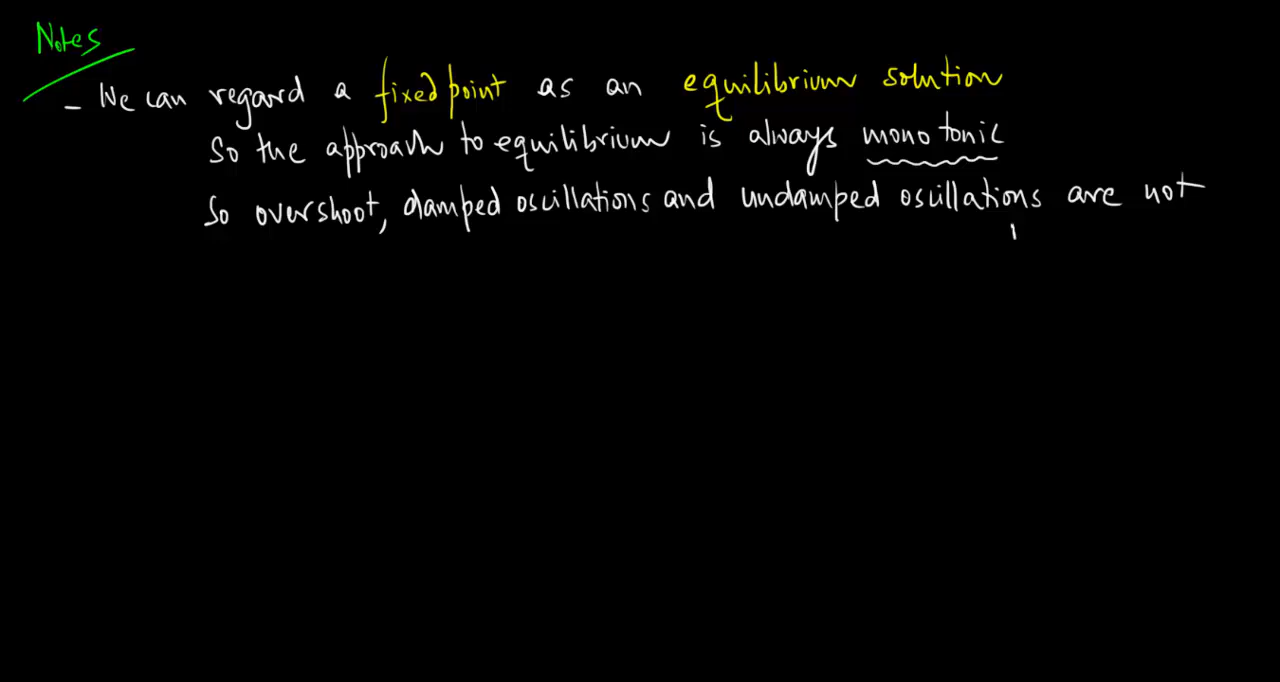 Notes
- We can regard a fixed point as an equilibrium solution
So the approach to equilibrium is always monotonic
So overshoot, damped oscillations and undamped oscillations are not